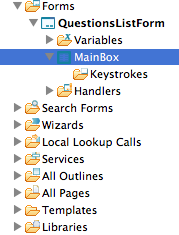 Forms
QuestionsListForm
Variables
MainBox
Keystrokes
Handlers
Search Forms
Wizards
Local Lookup Calls
Services
All Outlines
All Pages
Templates
Libraries